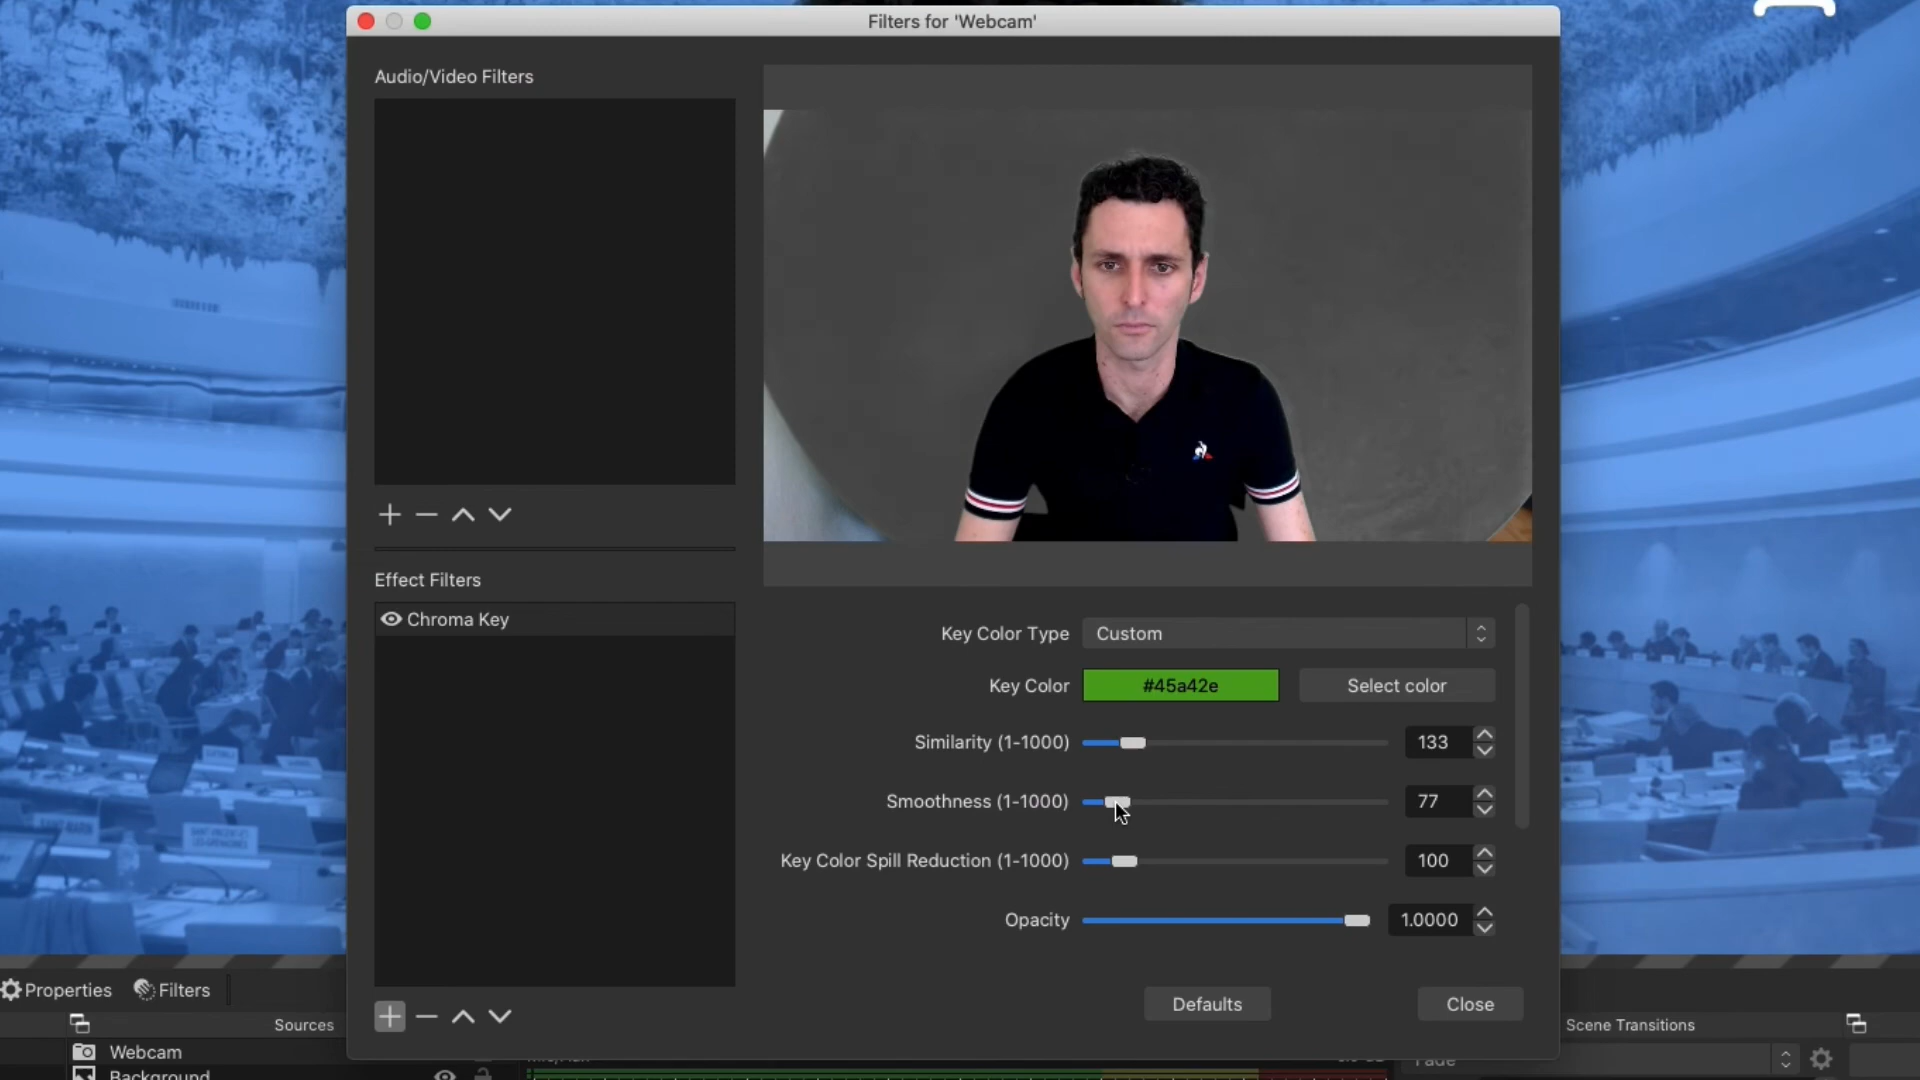 Filters for 'Webcam'
Audio/Video Filters
Effect Filters
Chroma Key
Key Color Type
Custom
Key Color
#45a42e
Select color
Similarity (1-1000)
133
Smoothness (1-1000)
77
Key Color Spill Reduction (1-1000)
100
Opacity
1.0000
Defaults
Close
Properties
Filters
Sources
Scene Transitions
Webcam
Background
Fade